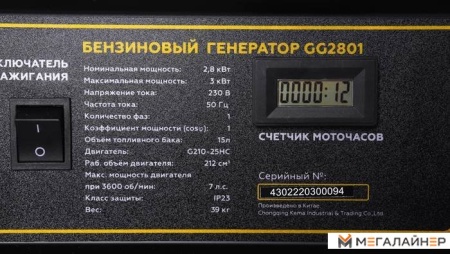 БЕНЗИНОВЫЙ ГЕНЕРАТОР GG2801
КЛЮЧАТЕЛЬ
АЖИГАНИЯ
I
O
Номинальная мощность: 2,8 кВт
Максимальная мощность: 3 кВт
Напряжение тока: 230 В
Частота тока: 50 Гц
Количество фаз: 1
Коэффициент мощности (cosφ): 1
Объём топливного бака: 15л
Двигатель: G210-25HC
Раб. объём двигателя: 212 см³
Макс. мощность двигателя
при 3600 об/мин: 7 л.с.
Класс защиты: IP23
Вес: 39 кг
0000:12
СЧЕТЧИК МОТОЧАСОВ
Серийный №:
4302220300094
Произведено в Китае
Chongqing Kema Industrial & Trading Co.,Ltd.
МЕГАЛАЙНЕР